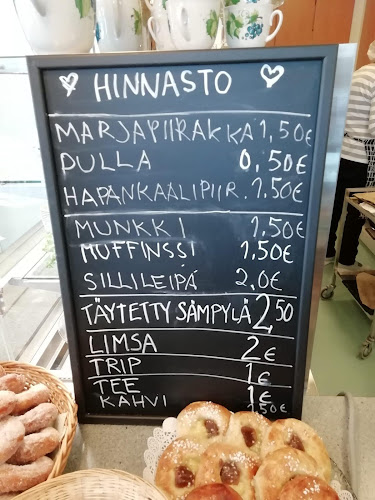 ♡ HINNASTO ♡
MARJAPIIRAKKA 1,50€
PULLA 0,50€
HAPANKAALIPIIR. 1,50€
MUNKKI 1,50€
MUFFINSSI 1,50€
SILLILEIPÄ 2,0€
TÄYTETTY SÄMPYLÄ 2,50
LIMSA 2€
TRIP 1€
TEE 1€
KAHVI 1,50€